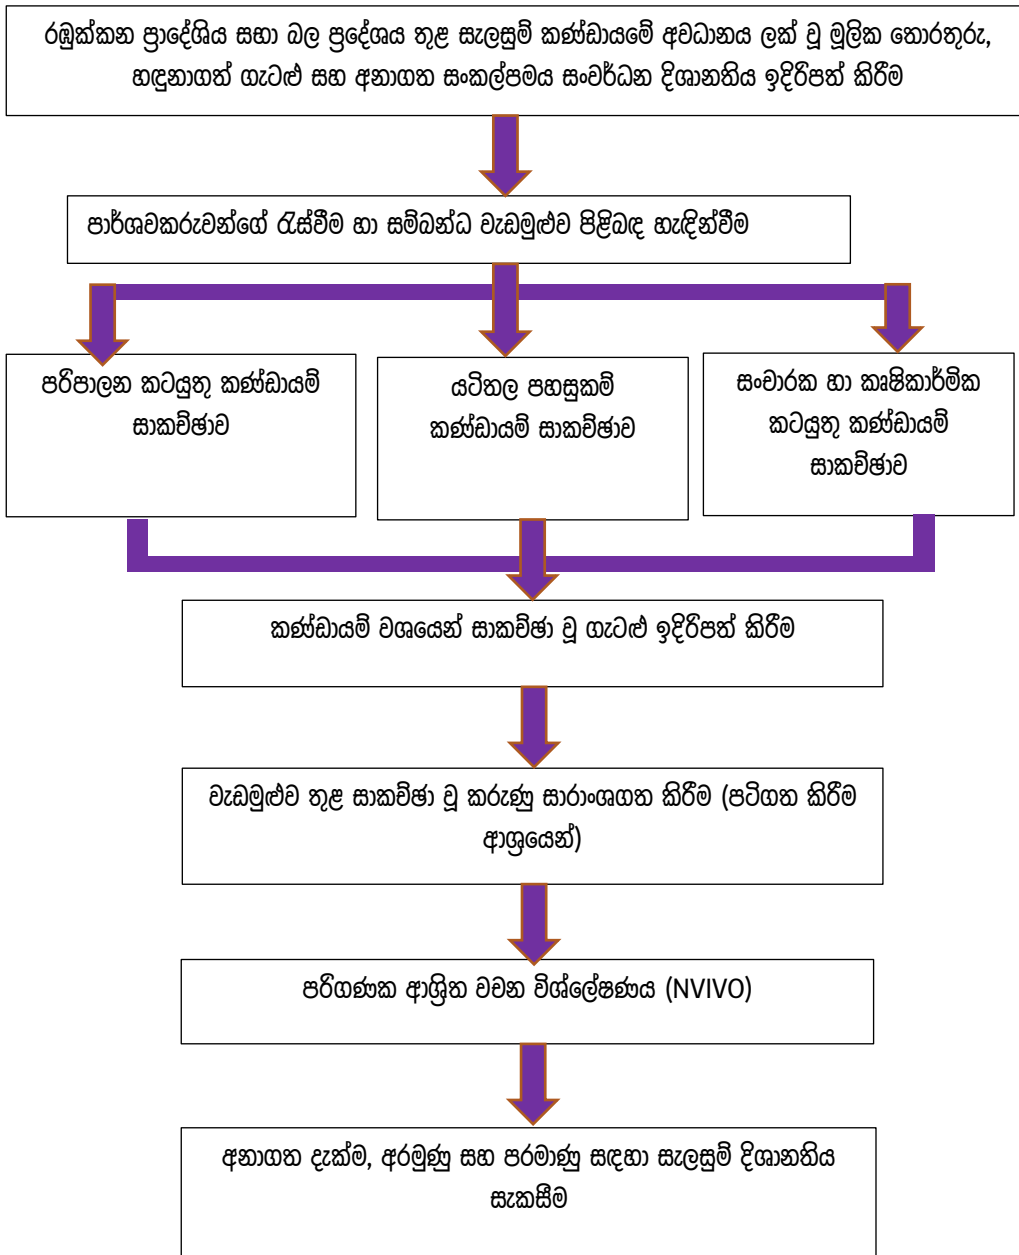 රඹුක්කන ප්‍රාදේශිය සභා බල ප්‍රදේශය තුළ සැලසුම් කණ්ඩායමේ අවධානය ලක් වූ මූලික තොරතුරු,
හඳුනාගත් ගැටළු සහ අනාගත සංකල්පමය සංවර්ධන දිශානතිය ඉදිරිපත් කිරීම
පාර්ශවකරුවන්ගේ රැස්වීම හා සම්බන්ධ වැඩමුළුව පිළිබඳ හැඳින්වීම
පරිපාලන කටයුතු කණ්ඩායම්
සාකච්ඡාව
යටිතල පහසුකම්
කණ්ඩායම් සාකච්ඡාව
සංචාරක හා කෘෂිකාර්මික
කටයුතු කණ්ඩායම්
සාකච්ඡාව
කණ්ඩායම් වශයෙන් සාකච්ඡා වූ ගැටළු ඉදිරිපත් කිරීම
වැඩමුළුව තුළ සාකච්ඡා වූ කරුණු සාරාංශගත කිරීම (පටිගත කිරීම
ආශ්‍රයෙන්)
පරිගණක ආශ්‍රිත වචන විශ්ලේෂණය (NVIVO)
අනාගත දැක්ම, අරමුණු සහ පරමාණු සඳහා සැලසුම් දිශානතිය
සැකසීම